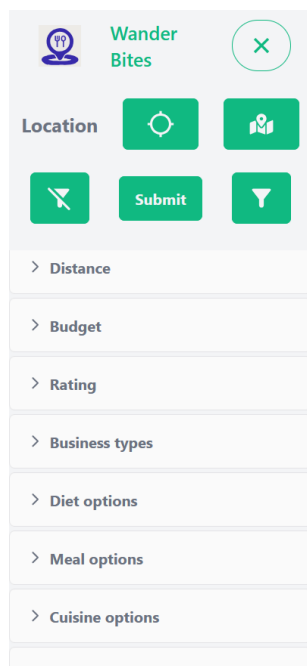 Wander
Bites
Location
Submit
Distance
Budget
Rating
Business types
Diet options
Meal options
Cuisine options